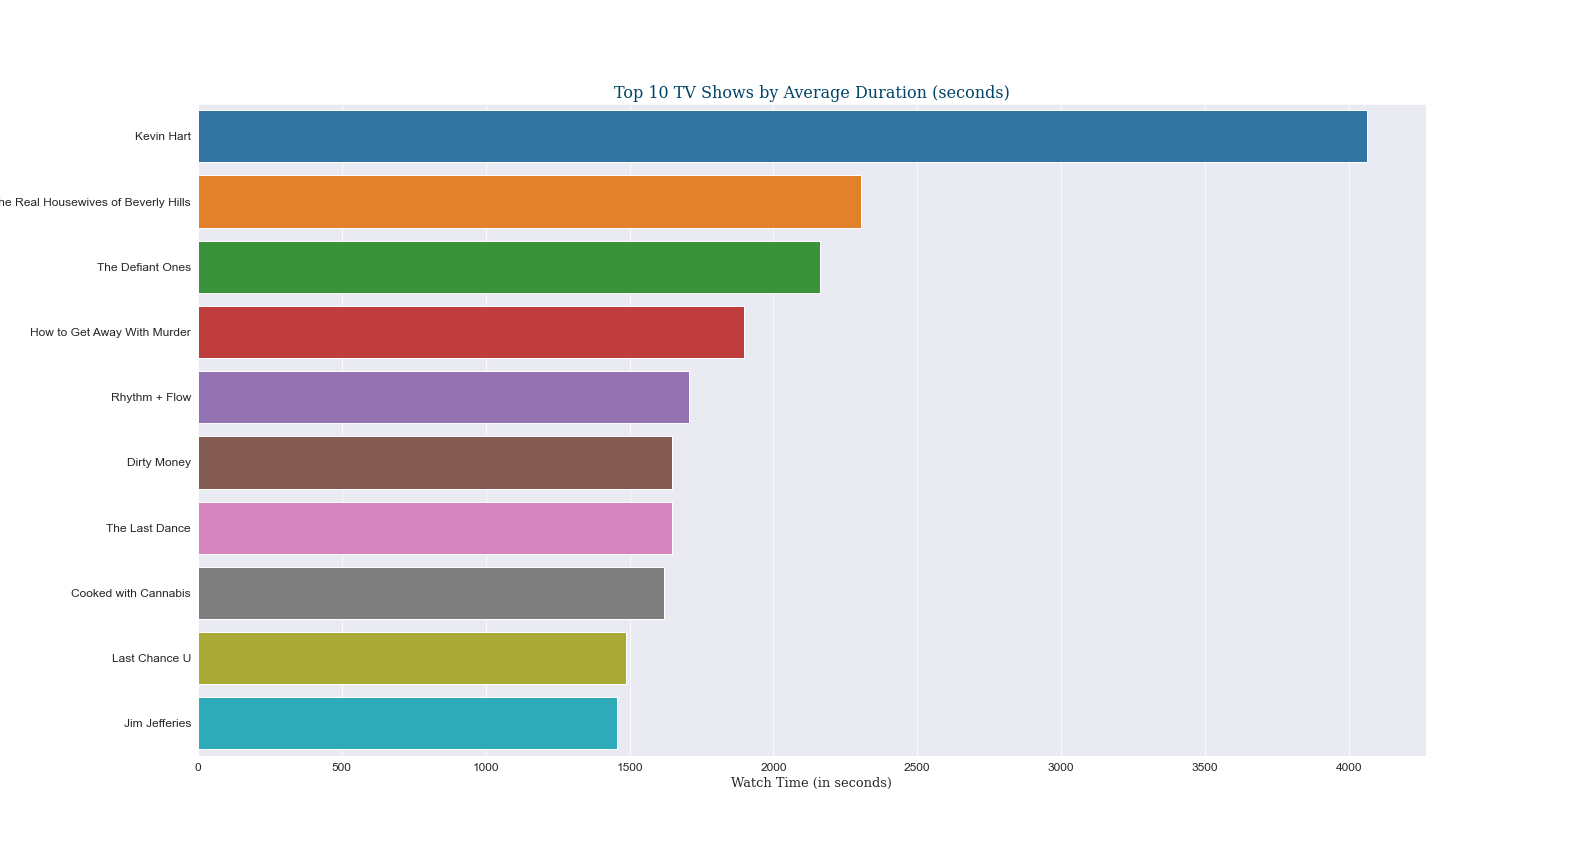 Top 10 TV Shows by Average Duration (seconds)
Kevin Hart
he Real Housewives of Beverly Hills
The Defiant Ones
How to Get Away With Murder
Rhythm + Flow
Dirty Money
The Last Dance
Cooked with Cannabis
Last Chance U
Jim Jefferies
0 500 1000 1500 2000 2500 3000 3500 4000
Watch Time (in seconds)